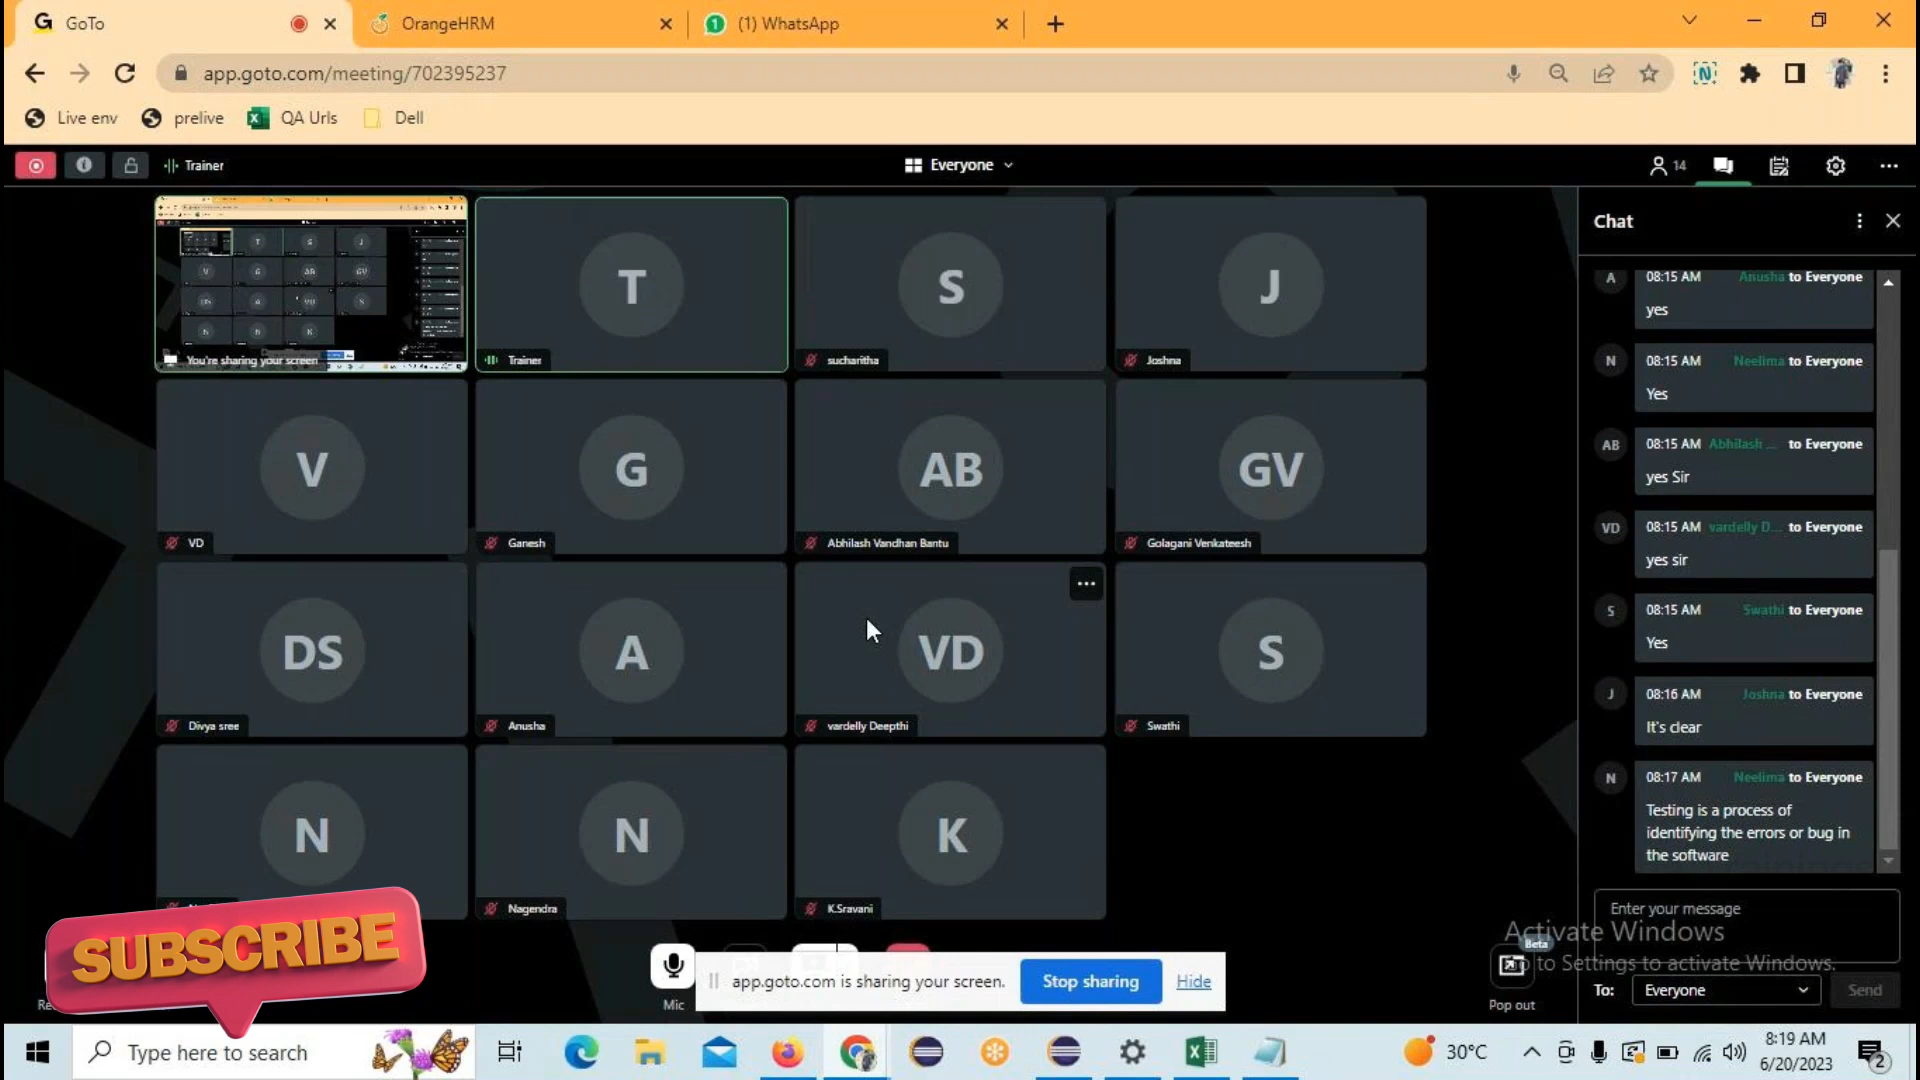 G GoTo
OrangeHRM
1 (1) WhatsApp
app.goto.com/meeting/702395237
Live env
prelive
QA Urls
Dell
Trainer
Everyone
14
You're sharing your screen
T
Trainer
S
sucharitha
J
Joshna
V
VD
G
Ganesh
AB
Abhilash Vandhan Bantu
GV
Golagani Venkateesh
DS
Divya sree
A
Anusha
VD
vardelly Deepthi
S
Swathi
N
N
Nagendra
K
K.Sravani
Chat
A 08:15 AM Anusha to Everyone
yes
N 08:15 AM Neelima to Everyone
Yes
AB 08:15 AM Abhilash ... to Everyone
yes Sir
VD 08:15 AM vardelly D... to Everyone
yes sir
S 08:15 AM Swathi to Everyone
Yes
J 08:16 AM Joshna to Everyone
It's clear
N 08:17 AM Neelima to Everyone
Testing is a process of
identifying the errors or bug in
the software
Enter your message
Activate Windows
to Settings to activate Windows.
Beta
Pop out
To: Everyone
Send
SUBSCRIBE
Mic
app.goto.com is sharing your screen.
Stop sharing
Hide
Type here to search
30°C
8:19 AM
6/20/2023
2